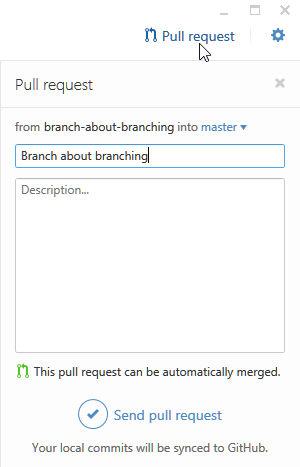 Pull request
Pull request
from branch-about-branching into master
Branch about branching
Description...
This pull request can be automatically merged.
Send pull request
Your local commits will be synced to GitHub.